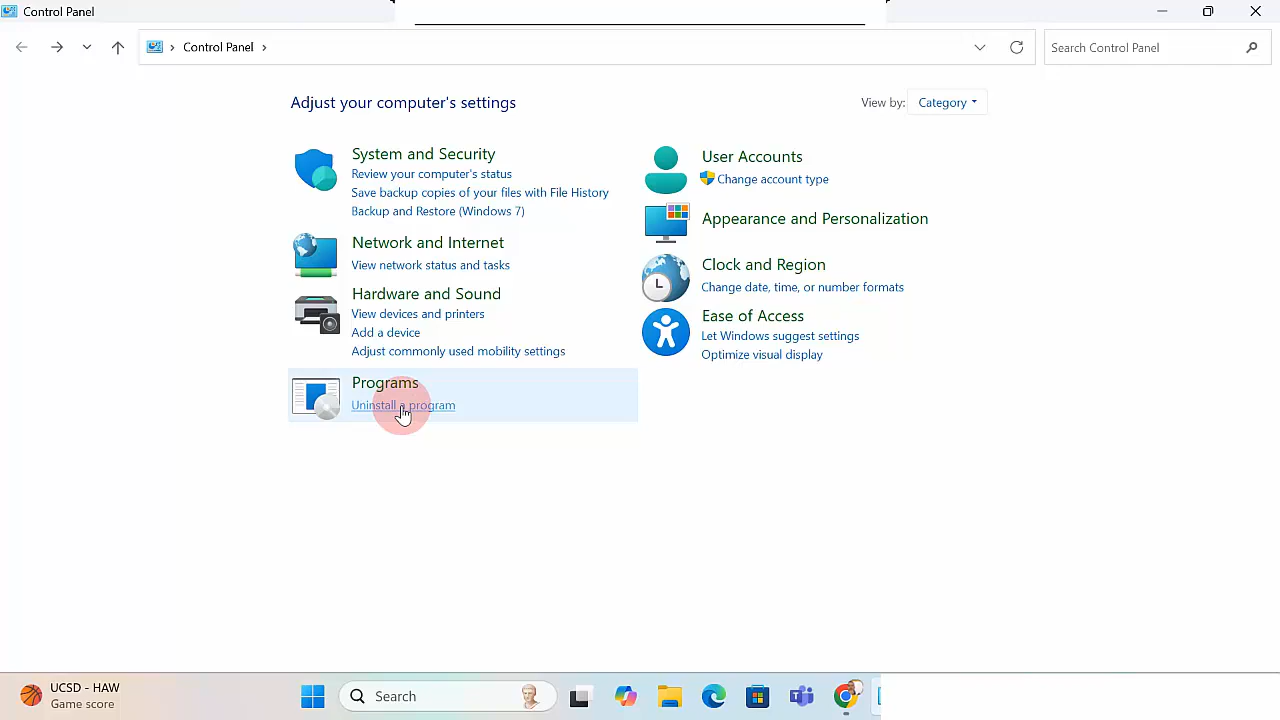 Control Panel
Control Panel
Search Control Panel
Adjust your computer's settings
View by: Category
System and Security
Review your computer's status
Save backup copies of your files with File History
Backup and Restore (Windows 7)
Network and Internet
View network status and tasks
Hardware and Sound
View devices and printers
Add a device
Adjust commonly used mobility settings
Programs
Uninstall a program
User Accounts
Change account type
Appearance and Personalization
Clock and Region
Change date, time, or number formats
Ease of Access
Let Windows suggest settings
Optimize visual display
UCSD - HAW
Game score
Search